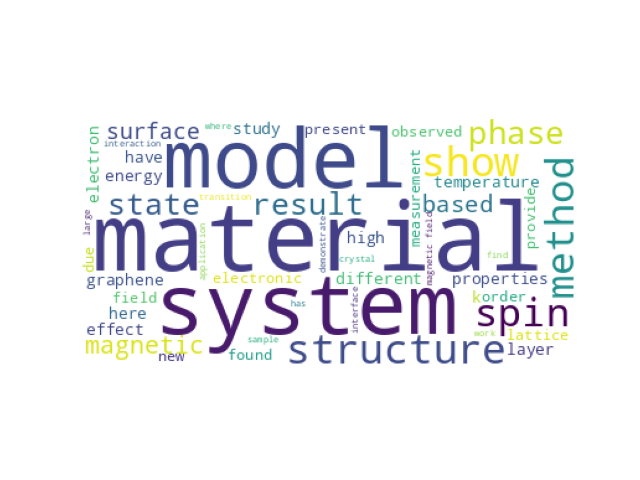 electron
surface
where
study
present
observed
phase
interaction
have
energy
model
measurement
show
temperature
method
large
state
transition
result
based
provide
material
due
application
demonstrate
high
crystal
magnetic field
find
graphene
electronic
different
properties
field
here
effect
system
has
interface
k
order
spin
work
lattice
magnetic
new
found
sample
structure
layer